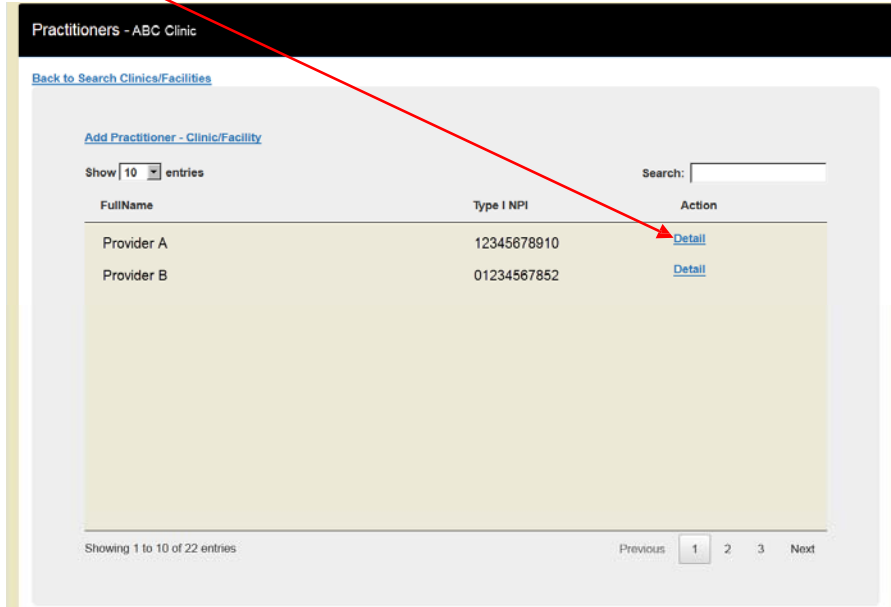 Practitioners - ABC Clinic
Back to Search Clinics/Facilities
Add Practitioner - Clinic/Facility
Show 10 entries Search:
FullName Type I NPI Action
Provider A 12345678910 Detail
Provider B 01234567852 Detail
Showing 1 to 10 of 22 entries Previous 1 2 3 Next